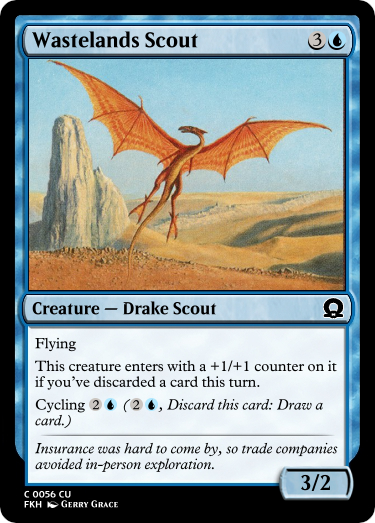 Wastelands Scout 3
Creature — Drake Scout
Flying
This creature enters with a +1/+1 counter on it
if you've discarded a card this turn.
Cycling 2 (2, Discard this card: Draw a
card.)
Insurance was hard to come by, so trade companies
avoided in-person exploration.
3/2
C 0056 CU
FKH GERRY GRACE